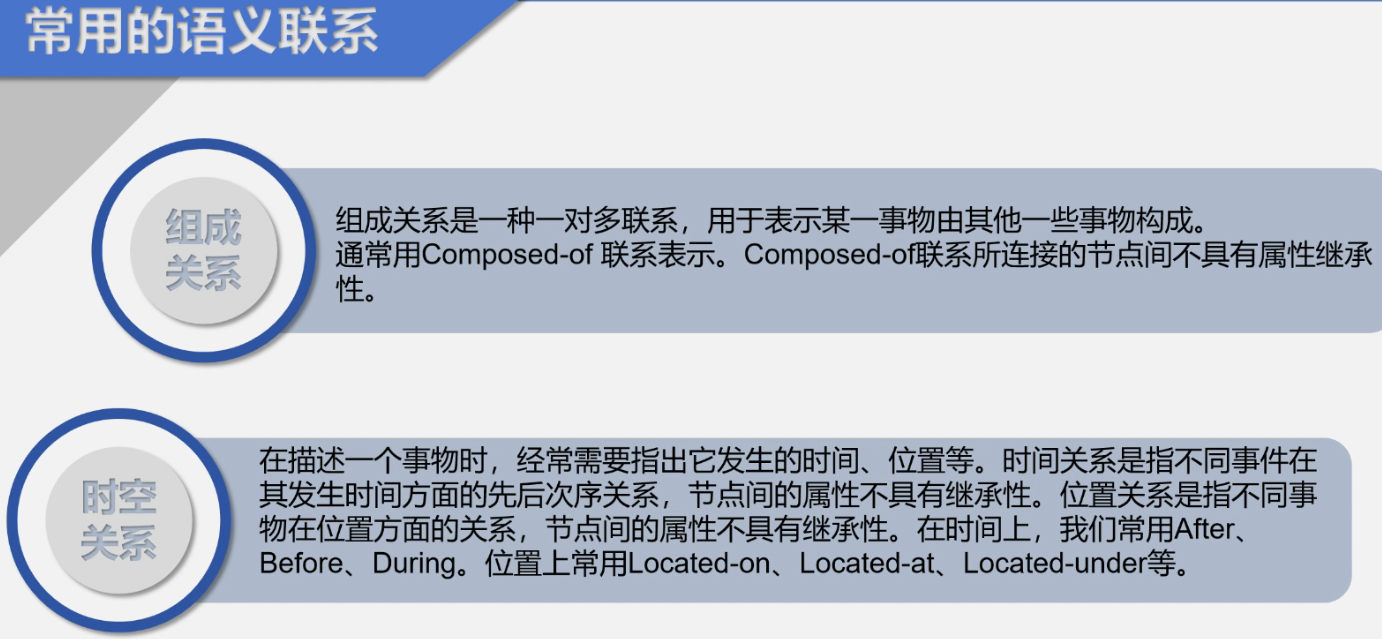 常用的语义联系
组成
关系
组成关系是一种一对多联系，用于表示某一事物由其他一些事物构成。
通常用Composed-of 联系表示。Composed-of联系所连接的节点间不具有属性继承
性。
时空
关系
在描述一个事物时，经常需要指出它发生的时间、位置等。时间关系是指不同事件在
其发生时间方面的先后次序关系，节点间的属性不具有继承性。位置关系是指不同事
物在位置方面的关系，节点间的属性不具有继承性。在时间上，我们常用After、
Before、During。位置上常用Located-on、Located-at、Located-under等。